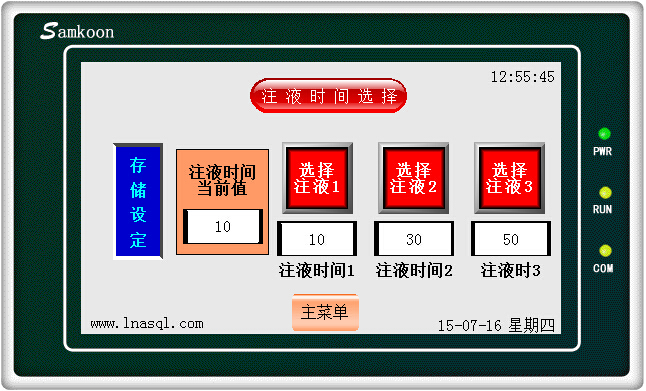 Samkoon
12:55:45
注液时间选择
存储设定
注液时间
当前值
10
选择
注液1
选择
注液2
选择
注液3
10
30
50
注液时间1
注液时间2
注液时3
主菜单
www.lnasql.com
15-07-16 星期四
PWR
RUN
COM